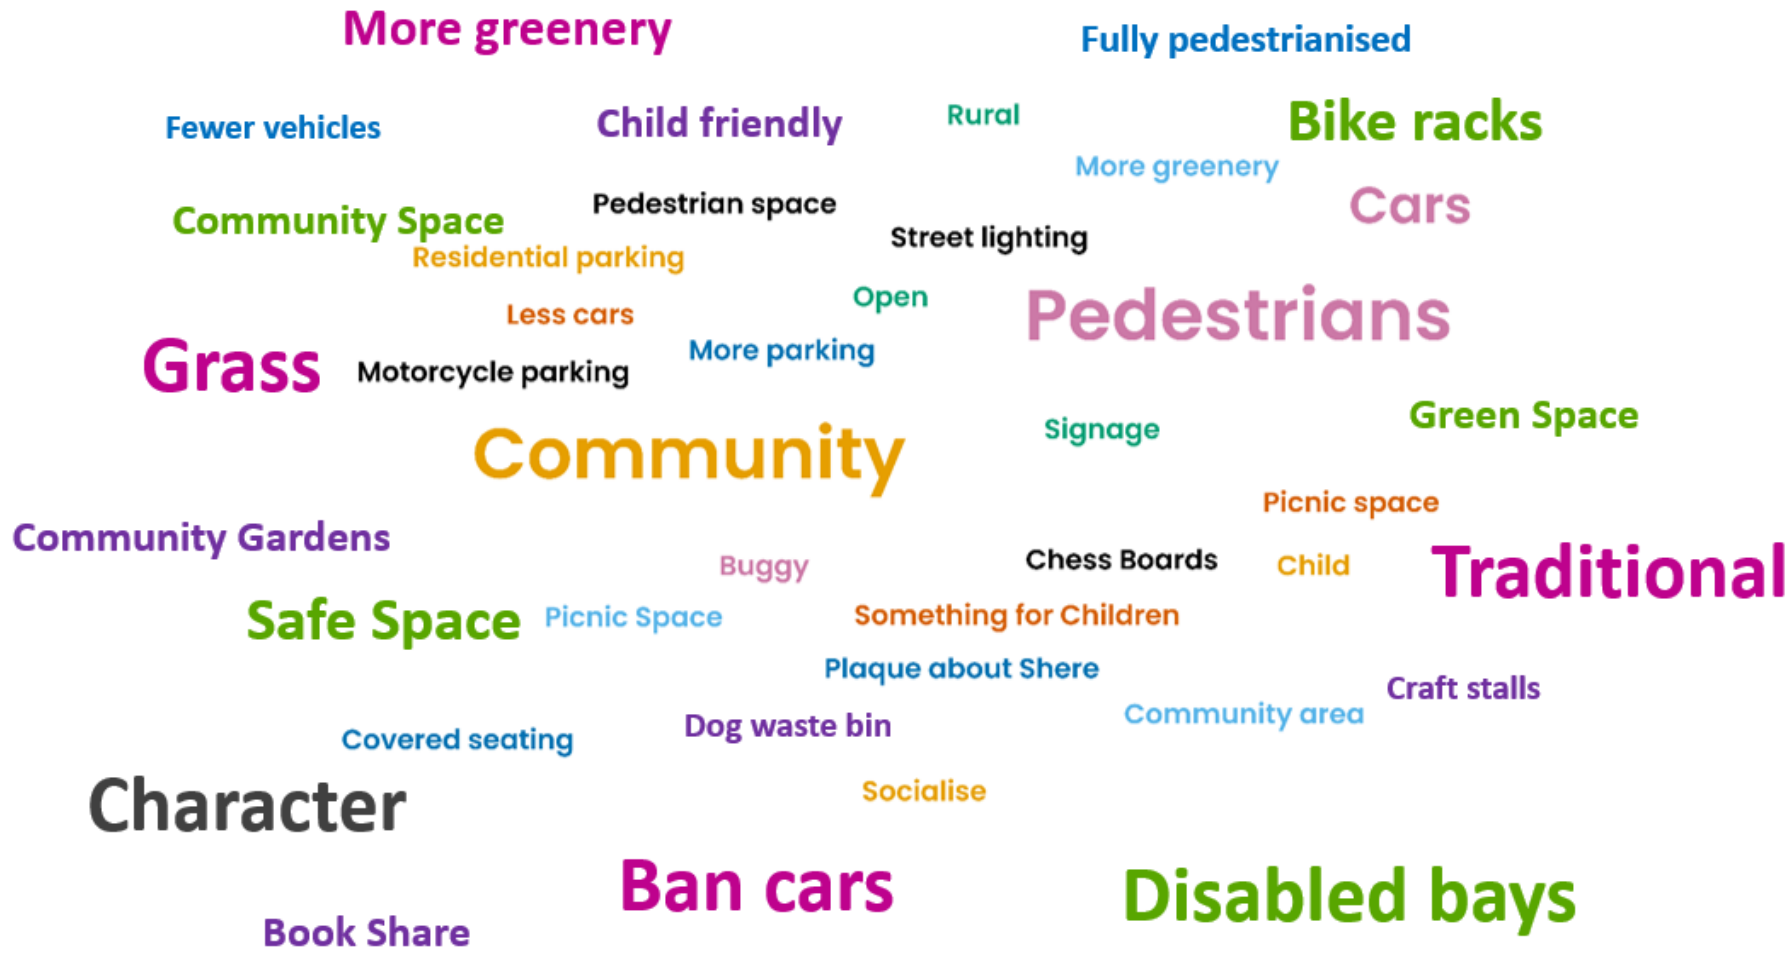 More greenery
Fully pedestrianised
Fewer vehicles
Child friendly
Rural
Bike racks
More greenery
Community Space
Pedestrian space
Cars
Street lighting
Residential parking
Open
Pedestrians
Less cars
More parking
Grass
Motorcycle parking
Community
Signage
Green Space
Picnic space
Community Gardens
Buggy
Chess Boards
Child
Traditional
Safe Space
Picnic Space
Something for Children
Plaque about Shere
Craft stalls
Covered seating
Dog waste bin
Community area
Character
Socialise
Ban cars
Disabled bays
Book Share